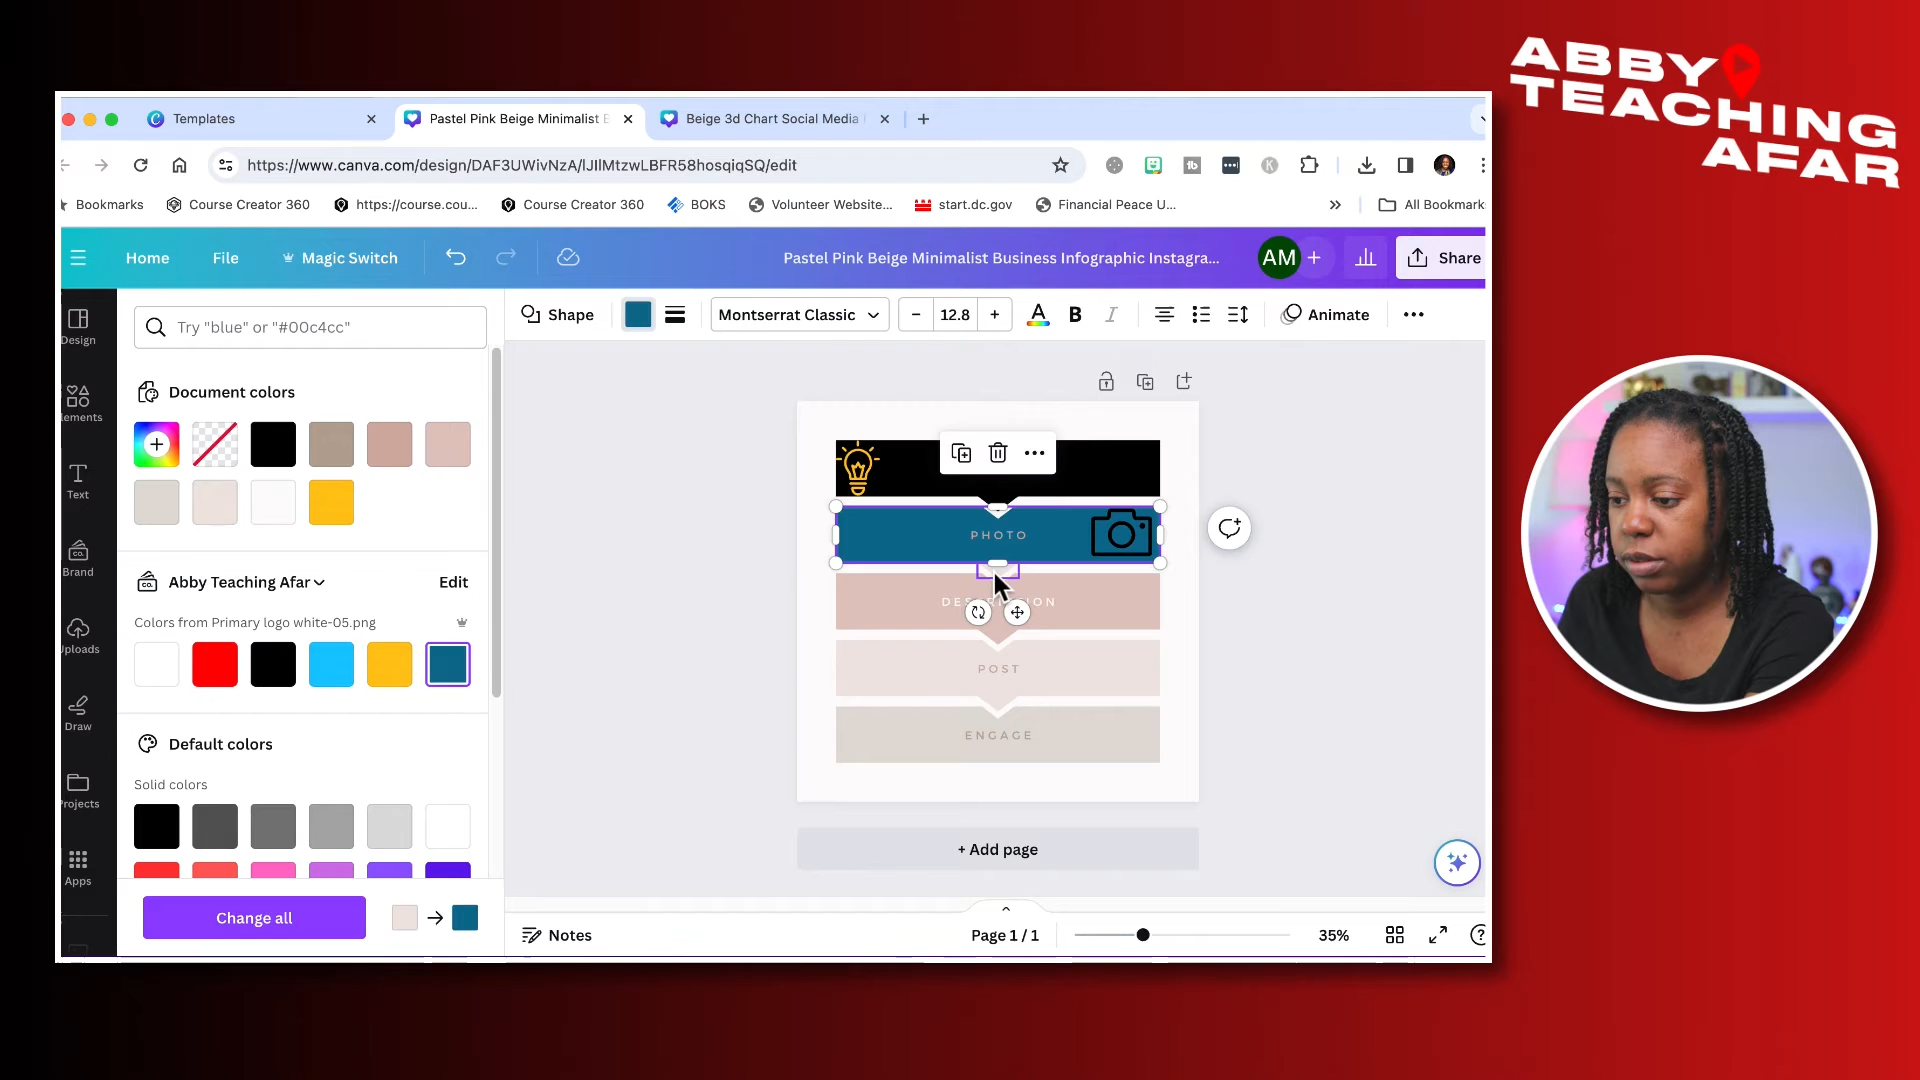 ABBY
TEACHING
AFAR
Templates
Pastel Pink Beige Minimalist
Beige 3d Chart Social Media
https://www.canva.com/design/DAF3UWivNzA/lJIlMtzwLBFR58hosqiqSQ/edit
Bookmarks
Course Creator 360
https://course.cou...
Course Creator 360
BOKS
Volunteer Website...
start.dc.gov
Financial Peace U...
»
All Bookmark
Home
File
Magic Switch
Pastel Pink Beige Minimalist Business Infographic Instagra...
AM
Share
Design
Try "blue" or "#00c4cc"
Shape
Montserrat Classic
12.8
A
B
I
Animate
Document colors
lements
Text
Brand
Abby Teaching Afar
Edit
Colors from Primary logo white-05.png
Uploads
Draw
Default colors
Solid colors
Projects
Apps
Change all
PHOTO
POST
ENGAGE
+ Add page
Notes
Page 1 / 1
35%